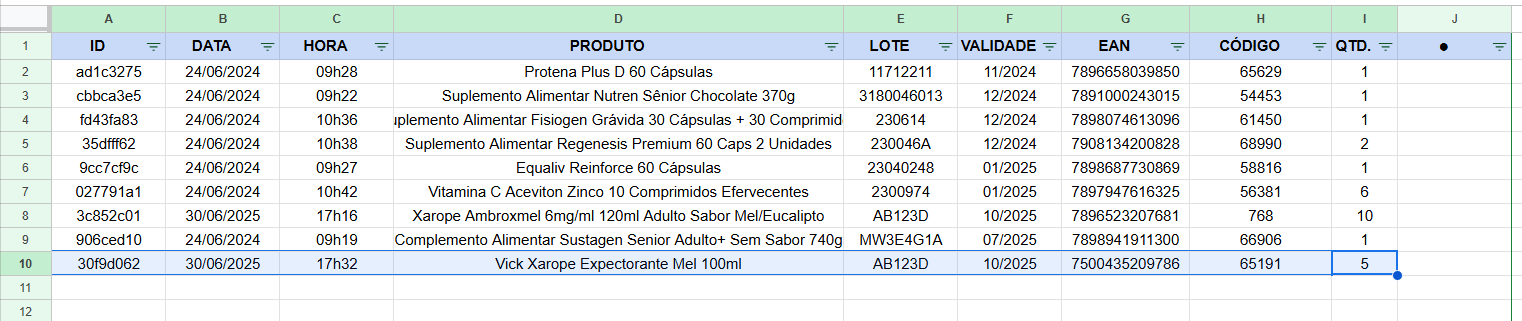 A B C D E F G H I J
1 ID DATA HORA PRODUTO LOTE VALIDADE EAN CÓDIGO QTD. ●
2 ad1c3275 24/06/2024 09h28 Protena Plus D 60 Cápsulas 11712211 11/2024 7896658039850 65629 1
3 cbbca3e5 24/06/2024 09h22 Suplemento Alimentar Nutren Sênior Chocolate 370g 3180046013 12/2024 7891000243015 54453 1
4 fd43fa83 24/06/2024 10h36 uplemento Alimentar Fisiogen Grávida 30 Cápsulas + 30 Comprimid 230614 12/2024 7898074613096 61450 1
5 35dfff62 24/06/2024 10h38 Suplemento Alimentar Regenesis Premium 60 Caps 2 Unidades 230046A 12/2024 7908134200828 68990 2
6 9cc7cf9c 24/06/2024 09h27 Equaliv Reinforce 60 Cápsulas 23040248 01/2025 7898687730869 58816 1
7 027791a1 24/06/2024 10h42 Vitamina C Aceviton Zinco 10 Comprimidos Efervecentes 2300974 01/2025 7897947616325 56381 6
8 3c852c01 30/06/2025 17h16 Xarope Ambroxmel 6mg/ml 120ml Adulto Sabor Mel/Eucalipto AB123D 10/2025 7896523207681 768 10
9 906ced10 24/06/2024 09h19 Complemento Alimentar Sustagen Senior Adulto+ Sem Sabor 740g MW3E4G1A 07/2025 7898941911300 66906 1
10 30f9d062 30/06/2025 17h32 Vick Xarope Expectorante Mel 100ml AB123D 10/2025 7500435209786 65191 5
11
12